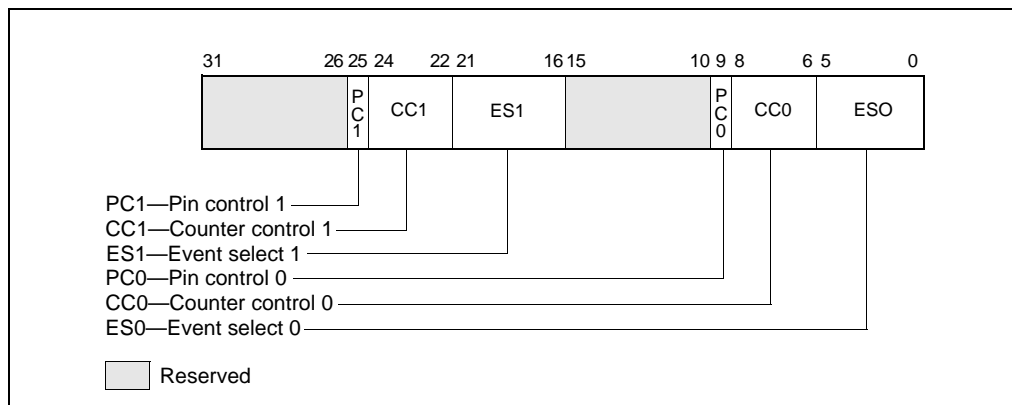 31 26 25 24 22 21 16 15 10 9 8 6 5 0
P
C
1
CC1
ES1
P
C
0
CC0
ESO
PC1—Pin control 1
CC1—Counter control 1
ES1—Event select 1
PC0—Pin control 0
CC0—Counter control 0
ES0—Event select 0
Reserved